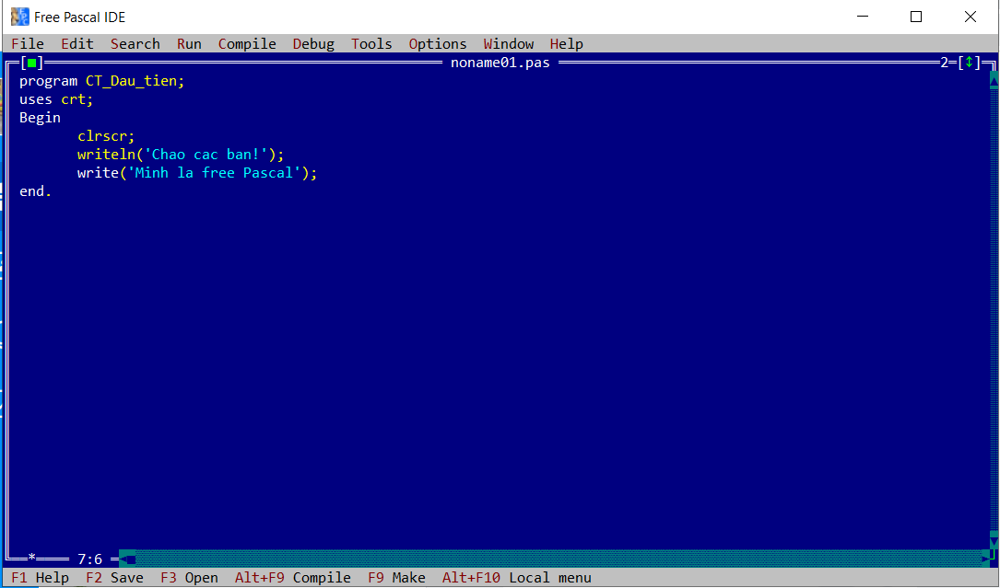 Free Pascal IDE
File Edit Search Run Compile Debug Tools Options Window Help
noname01.pas 2
program CT_Dau_tien;
uses crt;
Begin
clrscr;
writeln('Chao cac ban!');
write('Minh la free Pascal');
end.
* 7:6
F1 Help F2 Save F3 Open Alt+F9 Compile F9 Make Alt+F10 Local menu